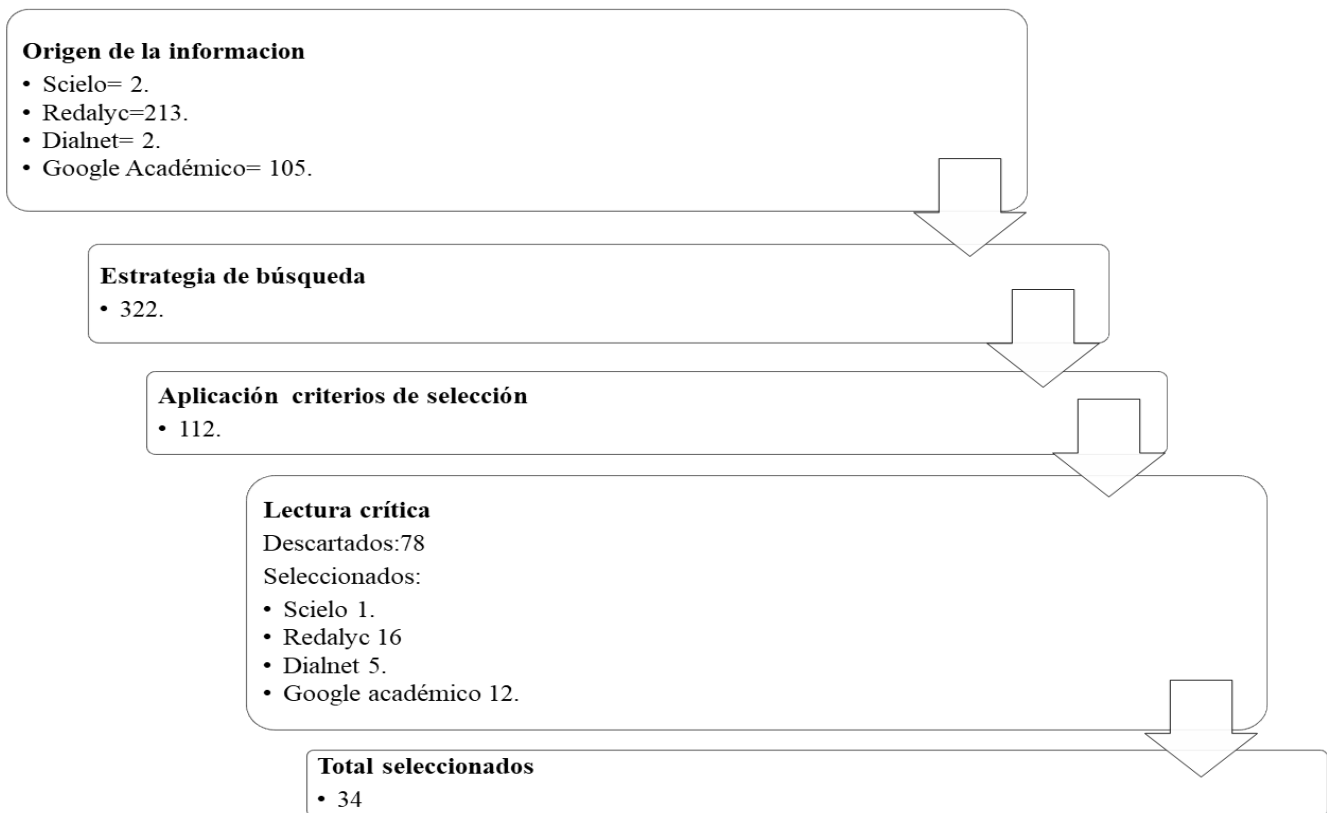 Origen de la informacion
• Scielo= 2.
• Redalyc=213.
• Dialnet= 2.
• Google Académico= 105.
Estrategia de búsqueda
• 322.
Aplicación criterios de selección
• 112.
Lectura crítica
Descartados:78
Seleccionados:
• Scielo 1.
• Redalyc 16
• Dialnet 5.
• Google académico 12.
Total seleccionados
• 34